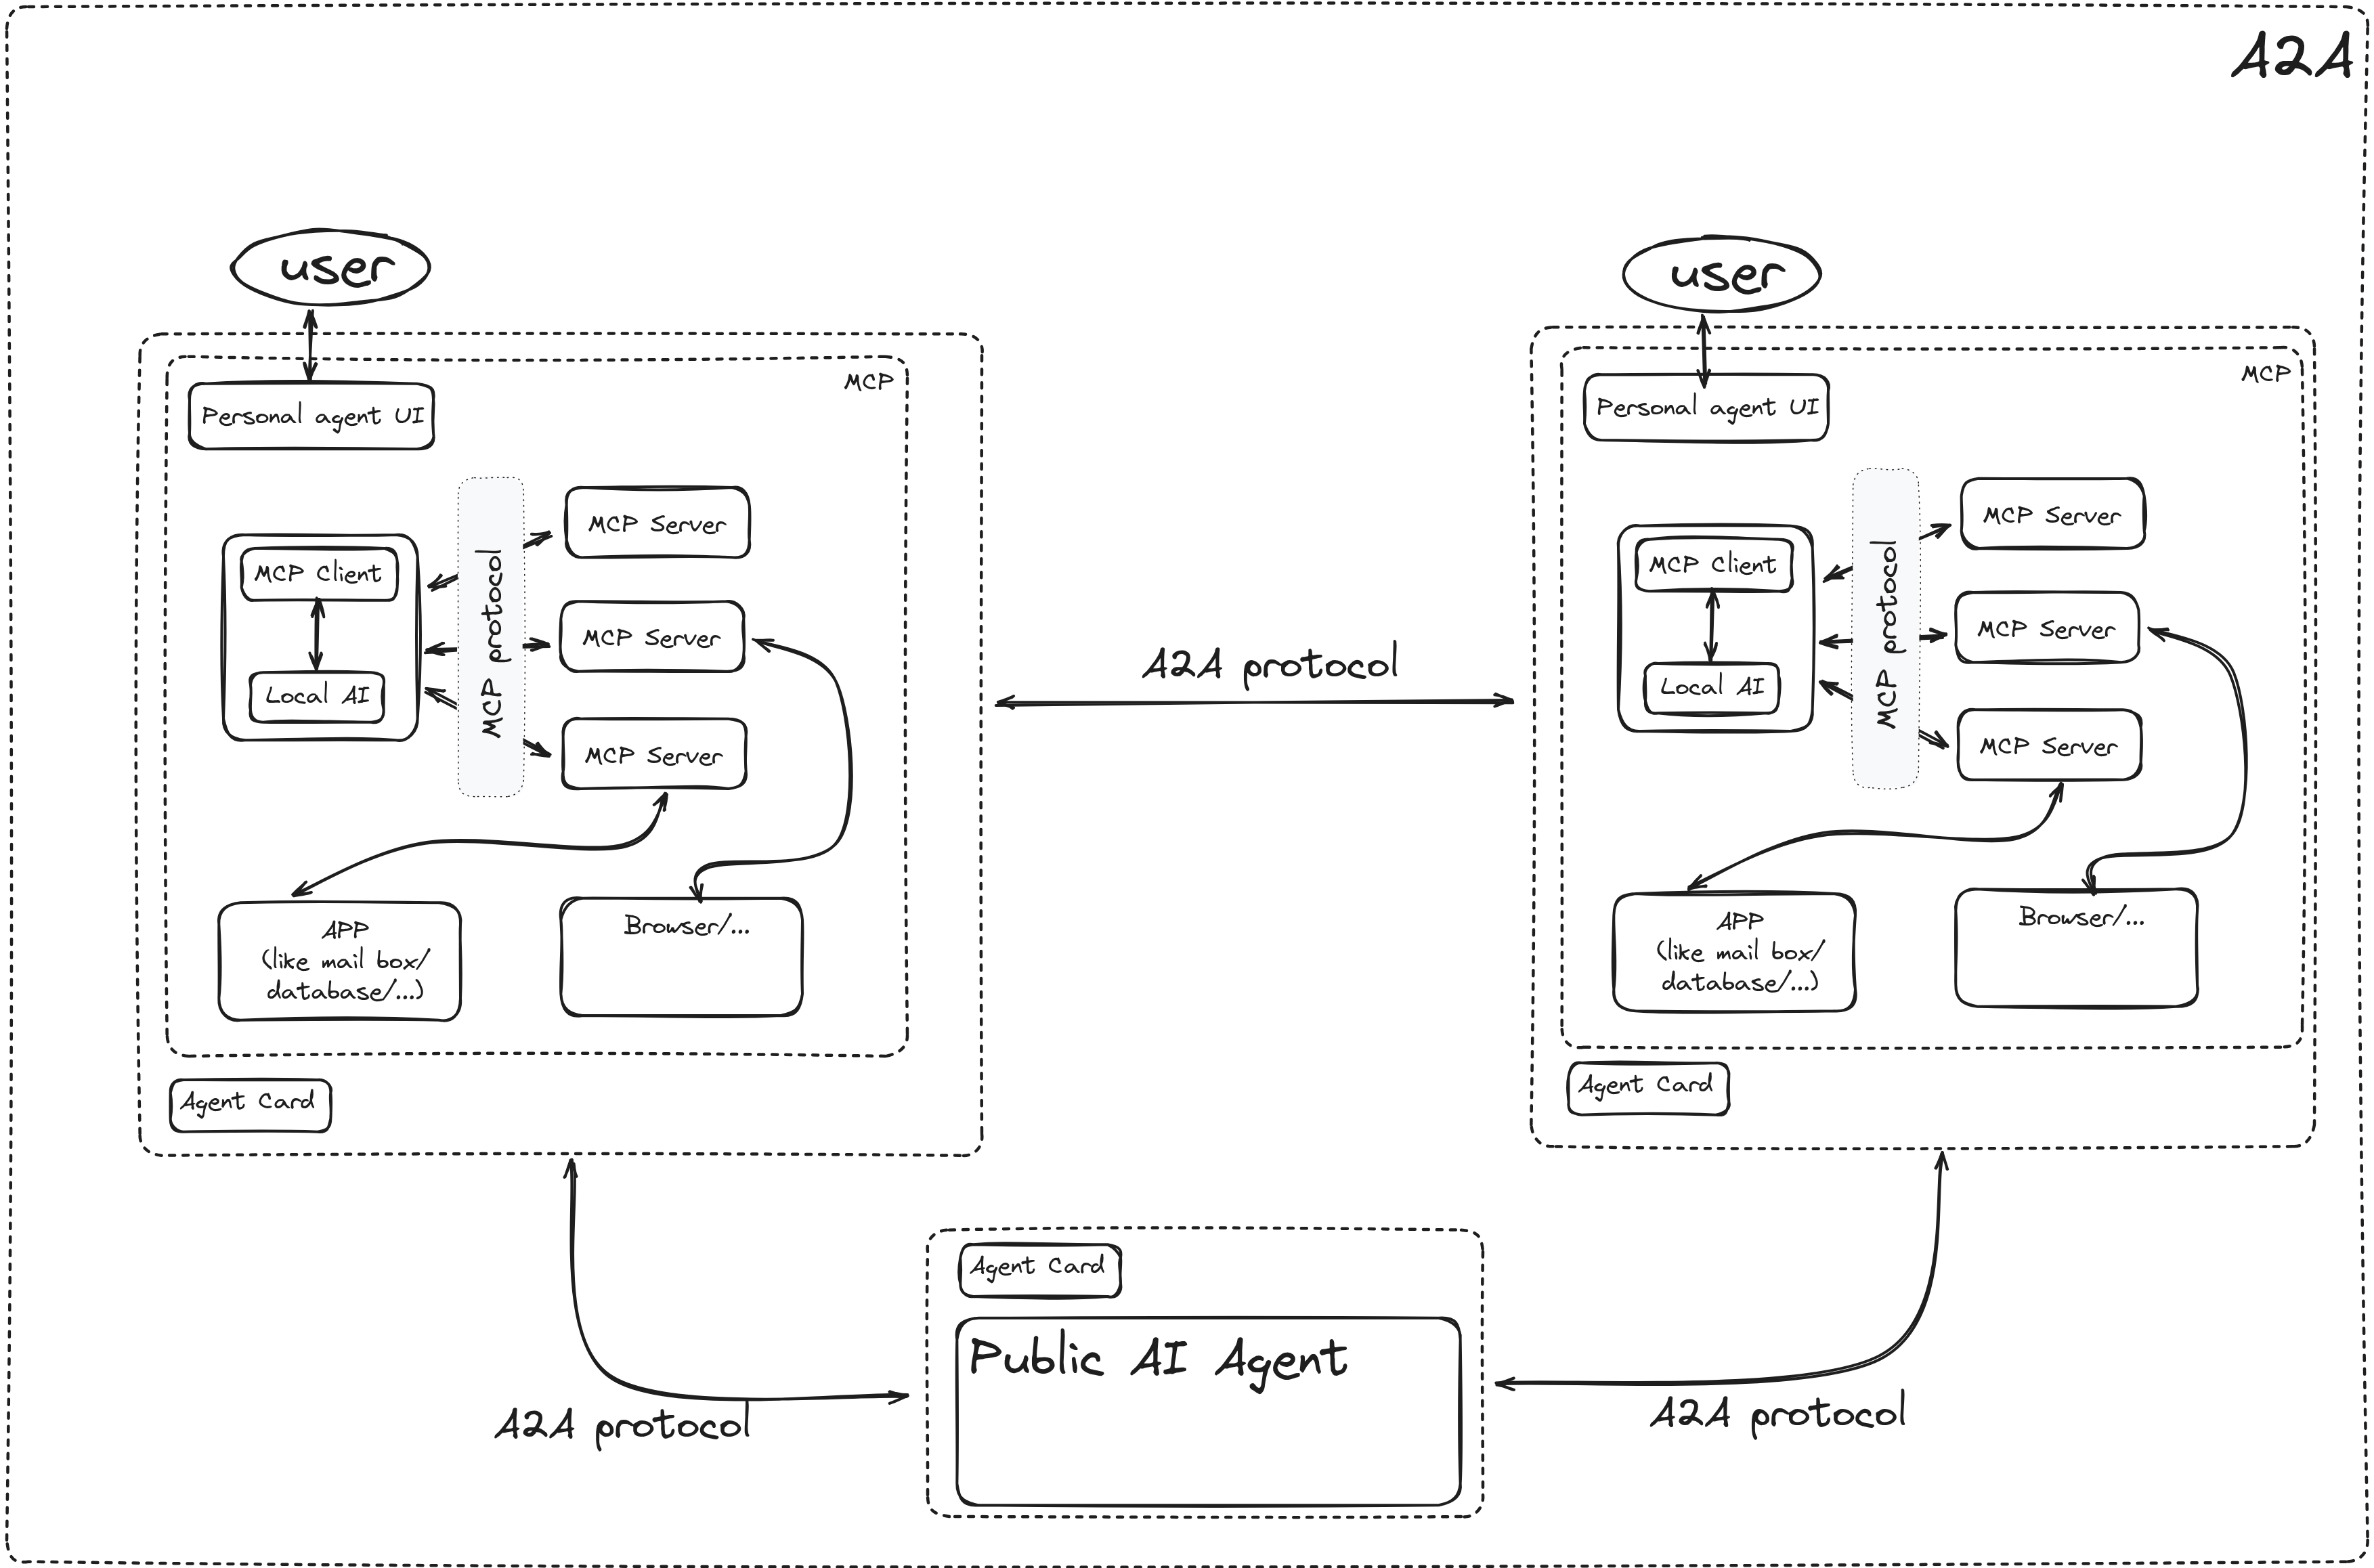 A2A
user
MCP
Personal agent UI
MCP Client
Local AI
MCP protocol
MCP Server
MCP Server
MCP Server
APP
(like mail box/
database/...)
Browser/...
Agent Card
A2A protocol
user
MCP
Personal agent UI
MCP Client
Local AI
MCP protocol
MCP Server
MCP Server
MCP Server
APP
(like mail box/
database/...)
Browser/...
Agent Card
Agent Card
Public AI Agent
A2A protocol
A2A protocol